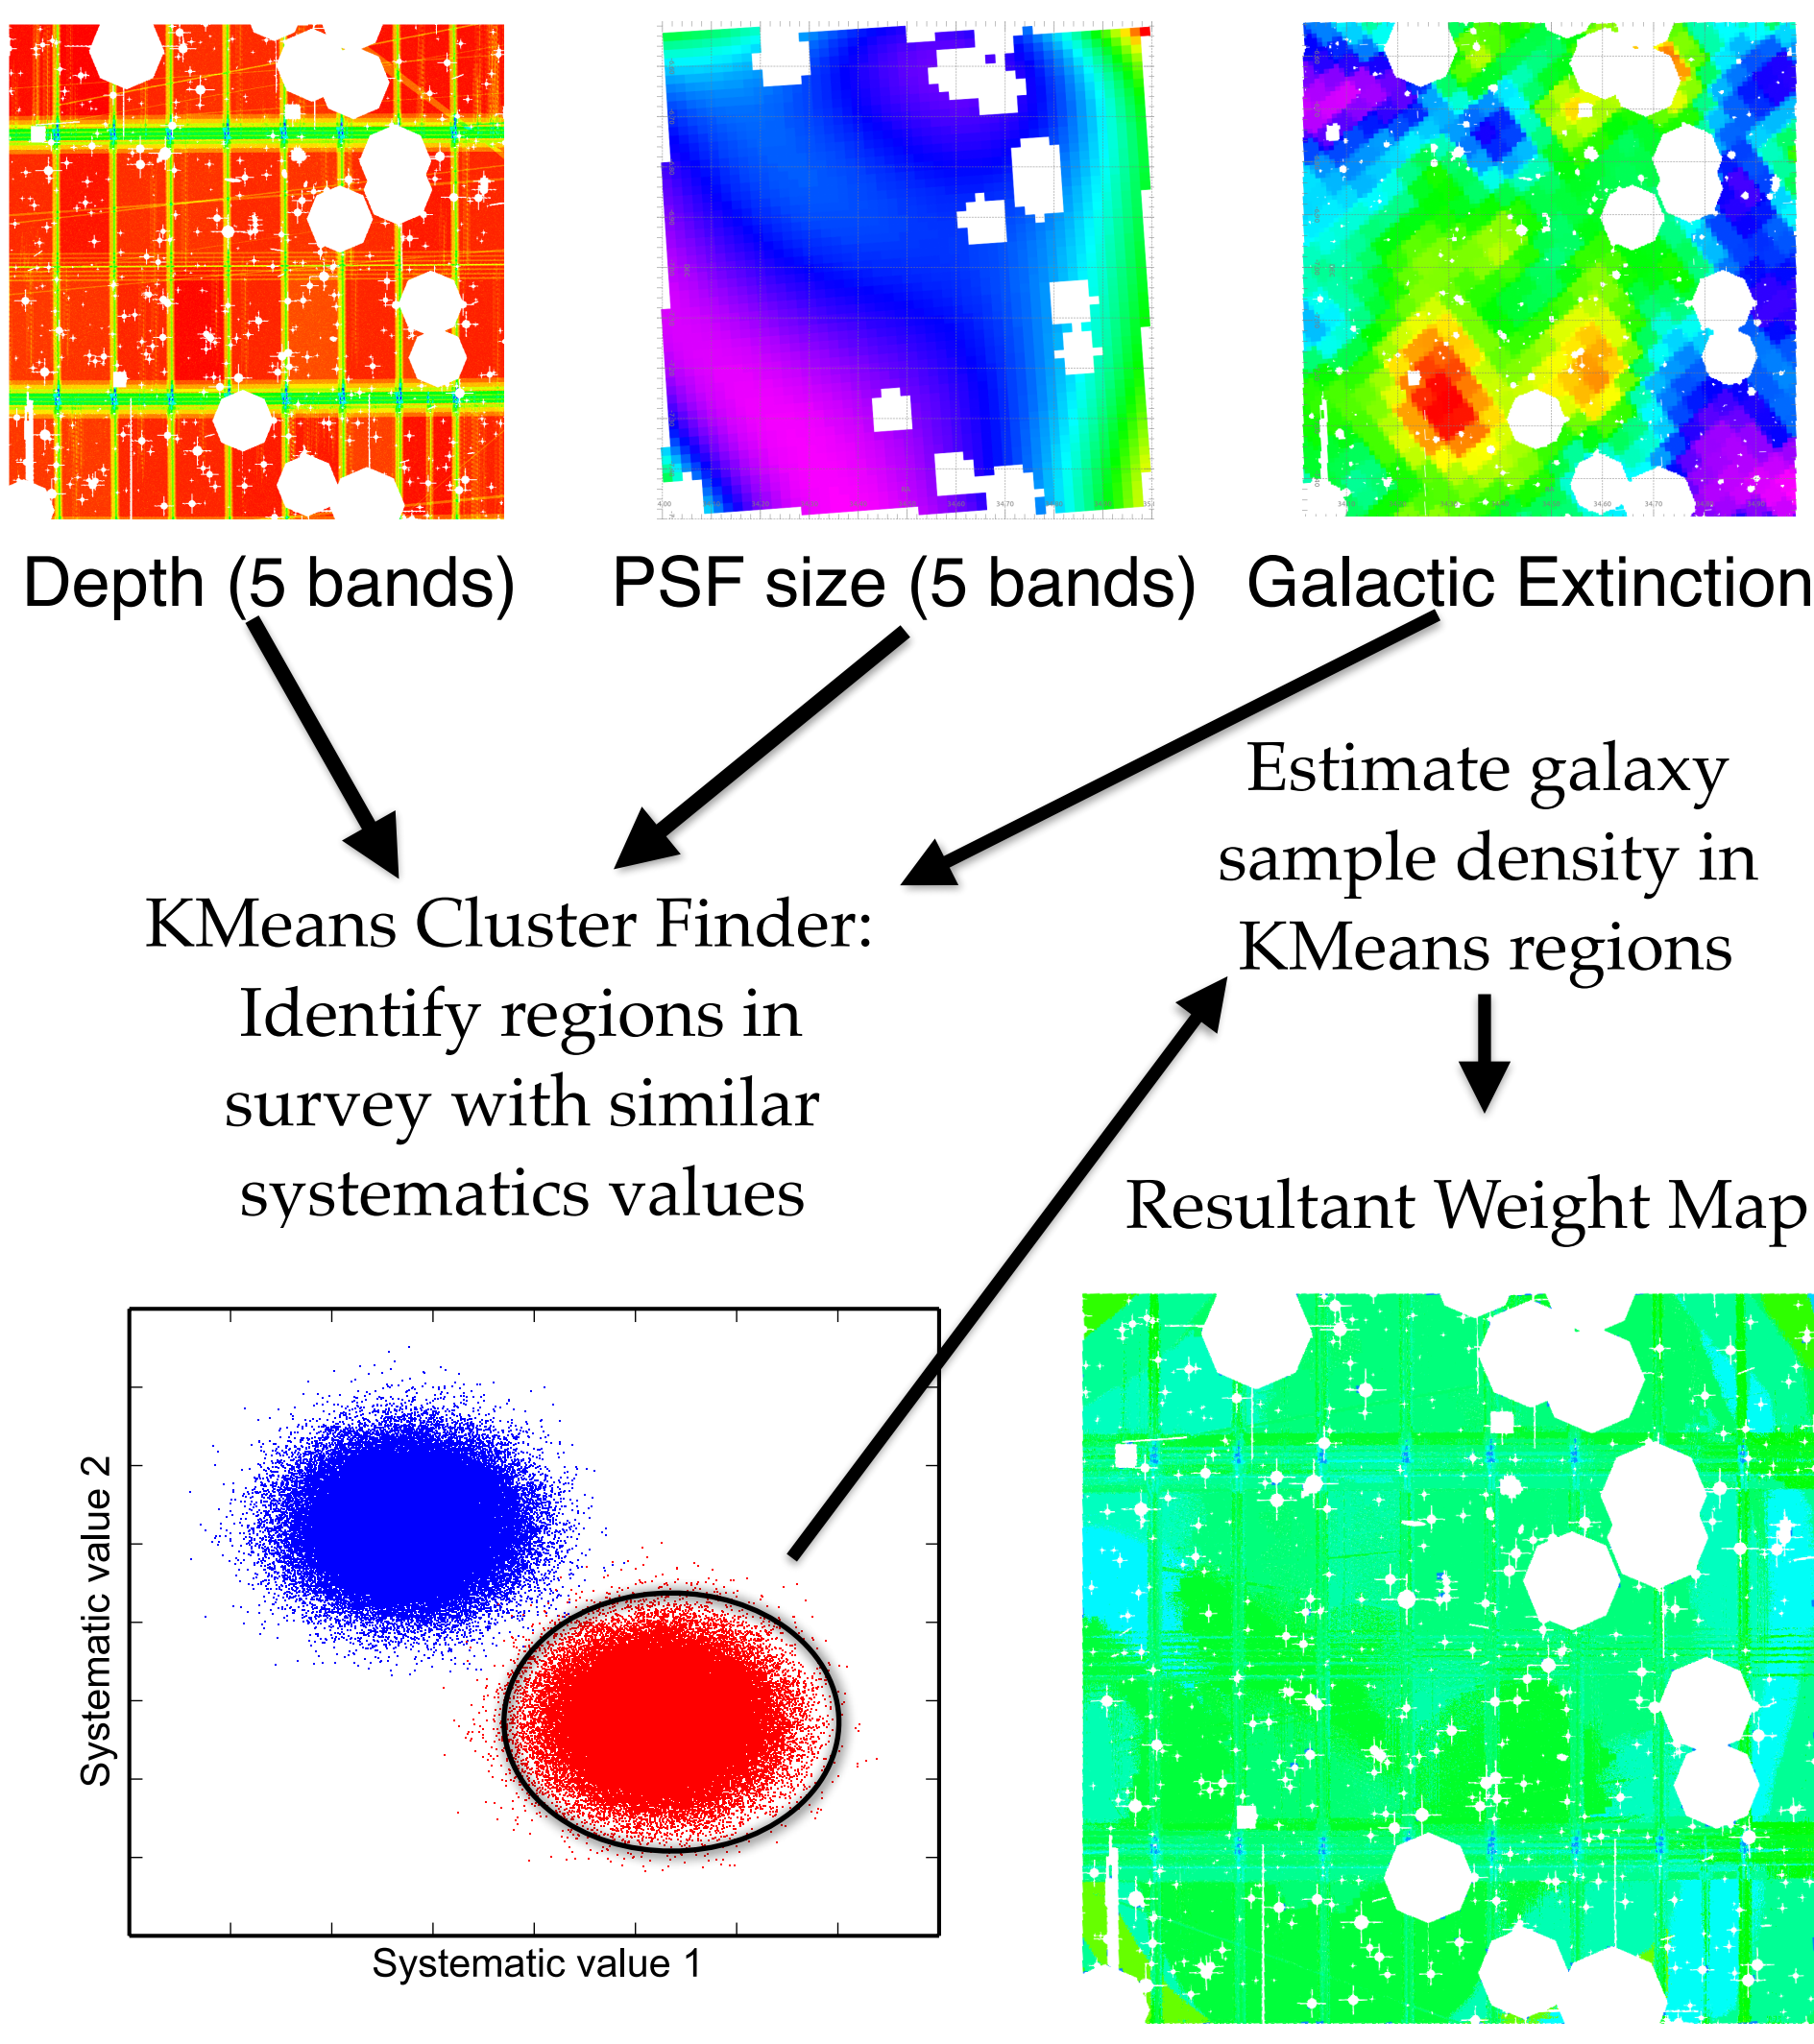 Depth (5 bands)
PSF size (5 bands)
Galactic Extinction
Estimate galaxy
sample density in
KMeans regions
KMeans Cluster Finder:
Identify regions in
survey with similar
systematics values
Resultant Weight Map
Systematic value 2
Systematic value 1